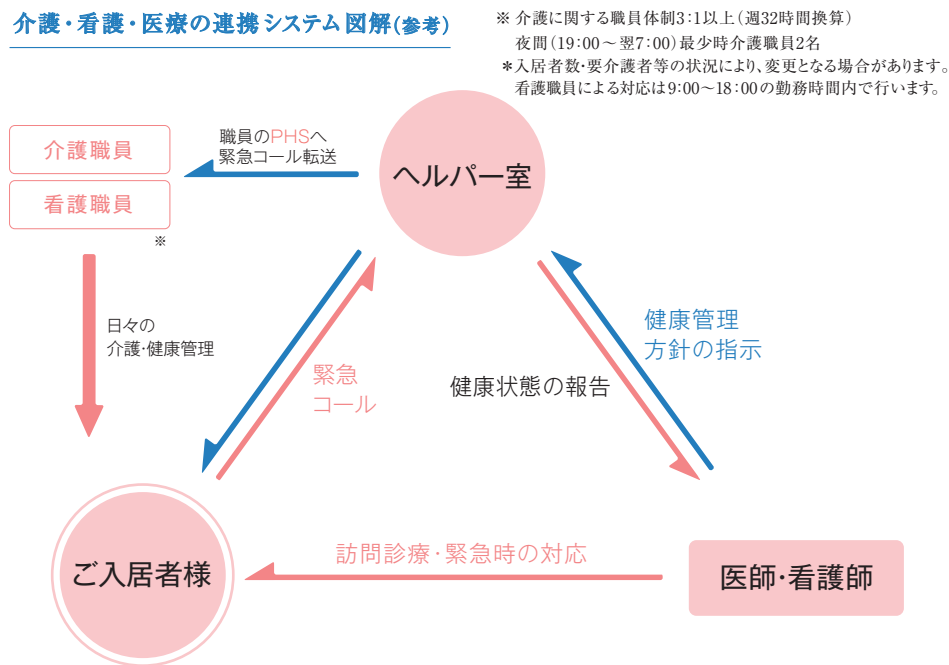 介護・看護・医療の連携システム図解(参考)
※ 介護に関する職員体制3:1以上(週32時間換算)
夜間(19:00～翌7:00)最少時介護職員2名
＊入居者数・要介護者等の状況により、変更となる場合があります。
看護職員による対応は9:00～18:00の勤務時間内で行います。
介護職員
看護職員
※
職員のPHSへ
緊急コール転送
ヘルパー室
日々の
介護・健康管理
緊急
コール
健康状態の報告
健康管理
方針の指示
ご入居者様
訪問診療・緊急時の対応
医師・看護師